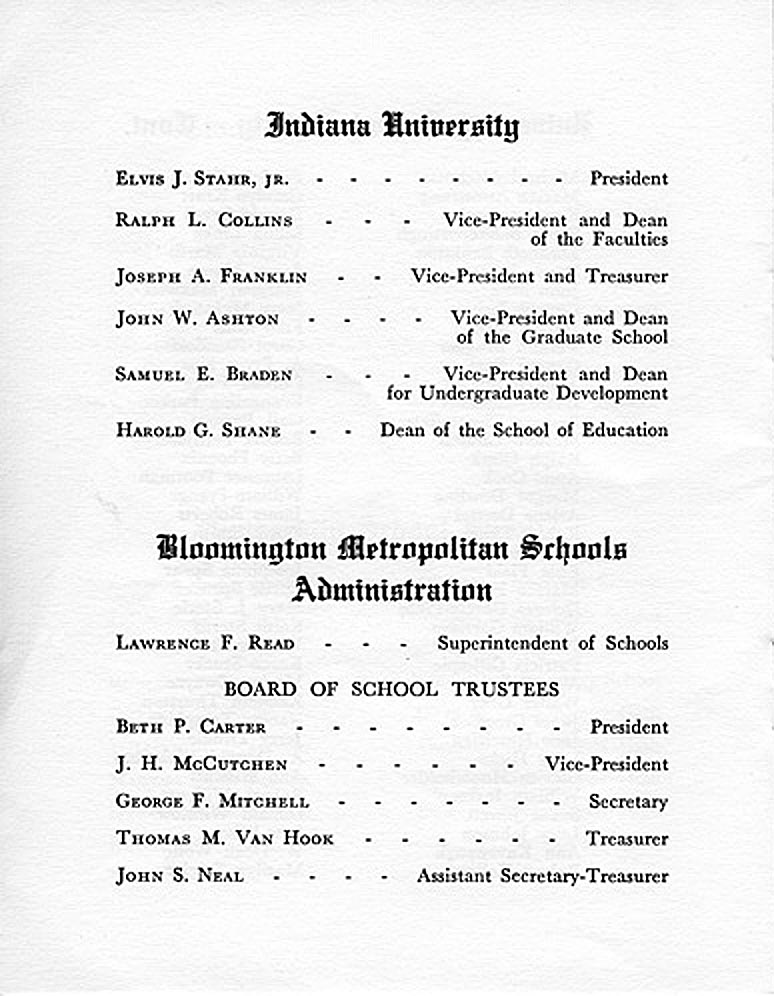 Indiana University
Elvis J. Stahr, Jr. - - - - - - - - President
Ralph L. Collins - - - Vice-President and Dean
of the Faculties
Joseph A. Franklin - - Vice-President and Treasurer
John W. Ashton - - - - Vice-President and Dean
of the Graduate School
Samuel E. Braden - - - Vice-President and Dean
for Undergraduate Development
Harold G. Shane - - Dean of the School of Education
Bloomington Metropolitan Schools
Administration
Lawrence F. Read - - - Superintendent of Schools
BOARD OF SCHOOL TRUSTEES
Beth P. Carter - - - - - - - - President
J. H. McCutchen - - - - - - Vice-President
George F. Mitchell - - - - - - - Secretary
Thomas M. Van Hook - - - - - - Treasurer
John S. Neal - - - - Assistant Secretary-Treasurer